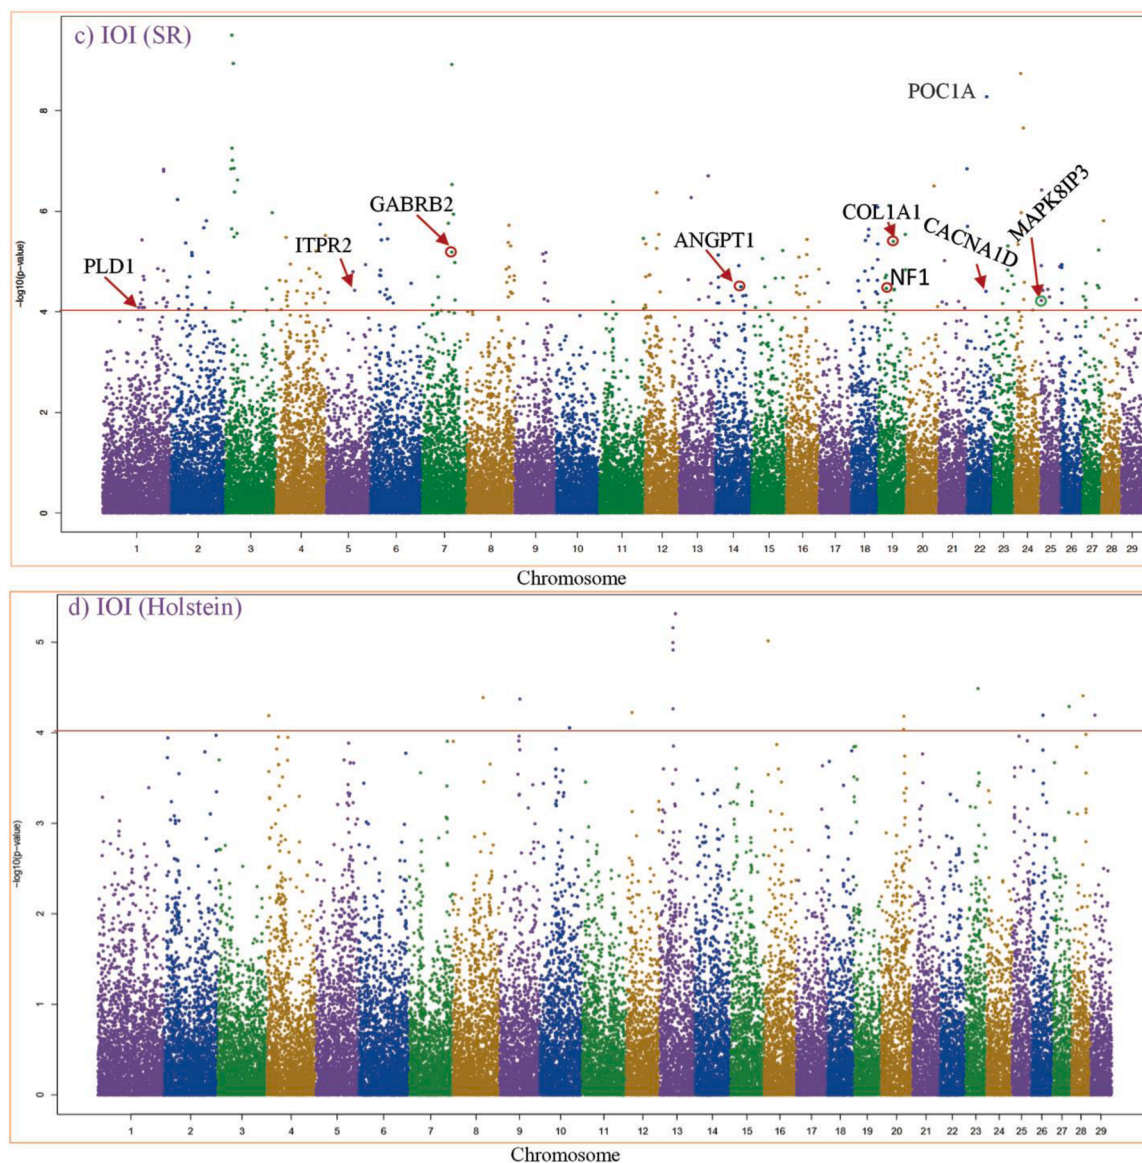 c) IOI (SR)
POC1A
GABRB2
COL1A1
MAPK8IP3
ITPR2
ANGPT1
CACNA1D
PLD1
NF1
-log10(p-value)
8
6
4
2
0
1 2 3 4 5 6 7 8 9 10 11 12 13 14 15 16 17 18 19 20 21 22 23 24 25 26 27 28 29
Chromosome
d) IOI (Holstein)
-log10(p-value)
5
4
3
2
1
0
1 2 3 4 5 6 7 8 9 10 11 12 13 14 15 16 17 18 19 20 21 22 23 24 25 26 27 28 29
Chromosome